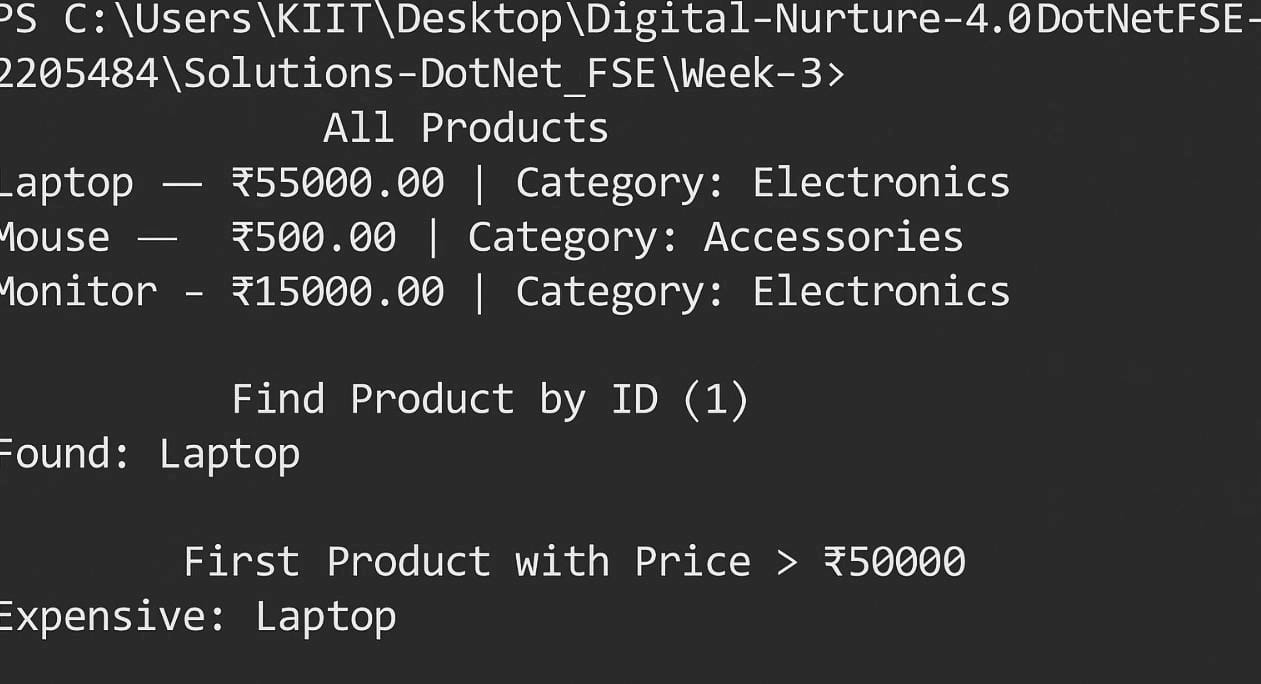 PS C:\Users\KIIT\Desktop\Digital-Nurture-4.0DotNetFSE-
2205484\Solutions-DotNet_FSE\Week-3>
All Products
Laptop — ₹55000.00 | Category: Electronics
Mouse — ₹500.00 | Category: Accessories
Monitor – ₹15000.00 | Category: Electronics
Find Product by ID (1)
Found: Laptop
First Product with Price > ₹50000
Expensive: Laptop